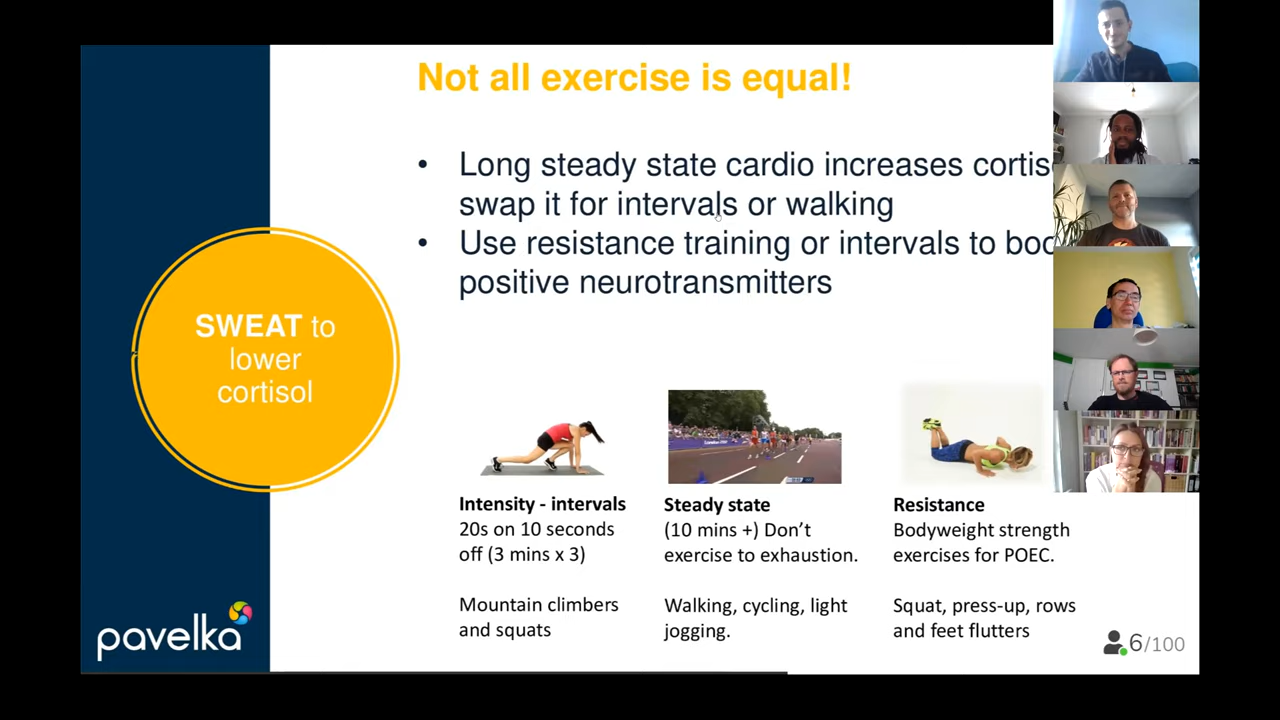 Not all exercise is equal!
• Long steady state cardio increases cortis
swap it for intervals or walking
• Use resistance training or intervals to boo
positive neurotransmitters
SWEAT to
lower
cortisol
Intensity - intervals
20s on 10 seconds
off (3 mins x 3)
Mountain climbers
and squats
Steady state
(10 mins +) Don't
exercise to exhaustion.
Walking, cycling, light
jogging.
Resistance
Bodyweight strength
exercises for POEC.
Squat, press-up, rows
and feet flutters
pavelka
6/100